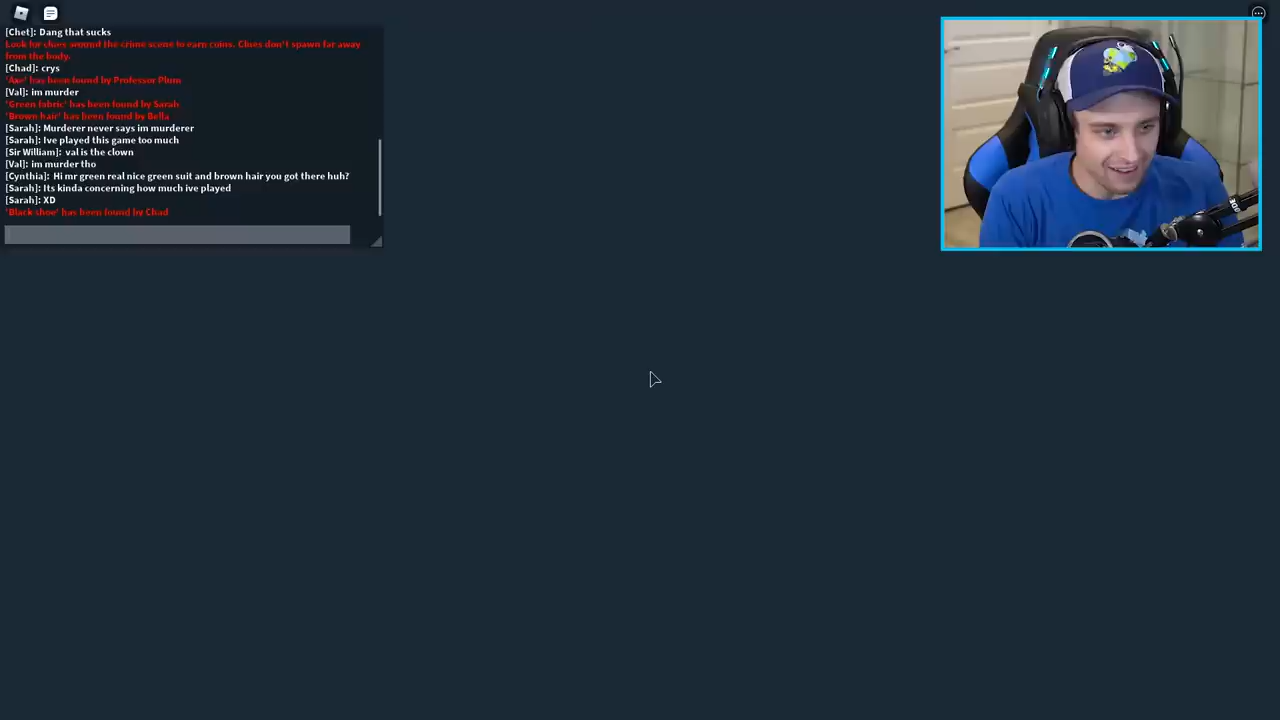 [Chet]: Dang that sucks
Look for clues around the crime scene to earn coins. Clues don't spawn far away
from the body.
[Chad]: crys
'Axe' has been found by Professor Plum
[Val]: im murder
'Green fabric' has been found by Sarah
'Brown hair' has been found by Bella
[Sarah]: Murderer never says im murderer
[Sarah]: Ive played this game too much
[Sir William]: val is the clown
[Val]: im murder tho
[Cynthia]: Hi mr green real nice green suit and brown hair you got there huh?
[Sarah]: Its kinda concerning how much ive played
[Sarah]: XD
'Black shoe' has been found by Chad
RODE